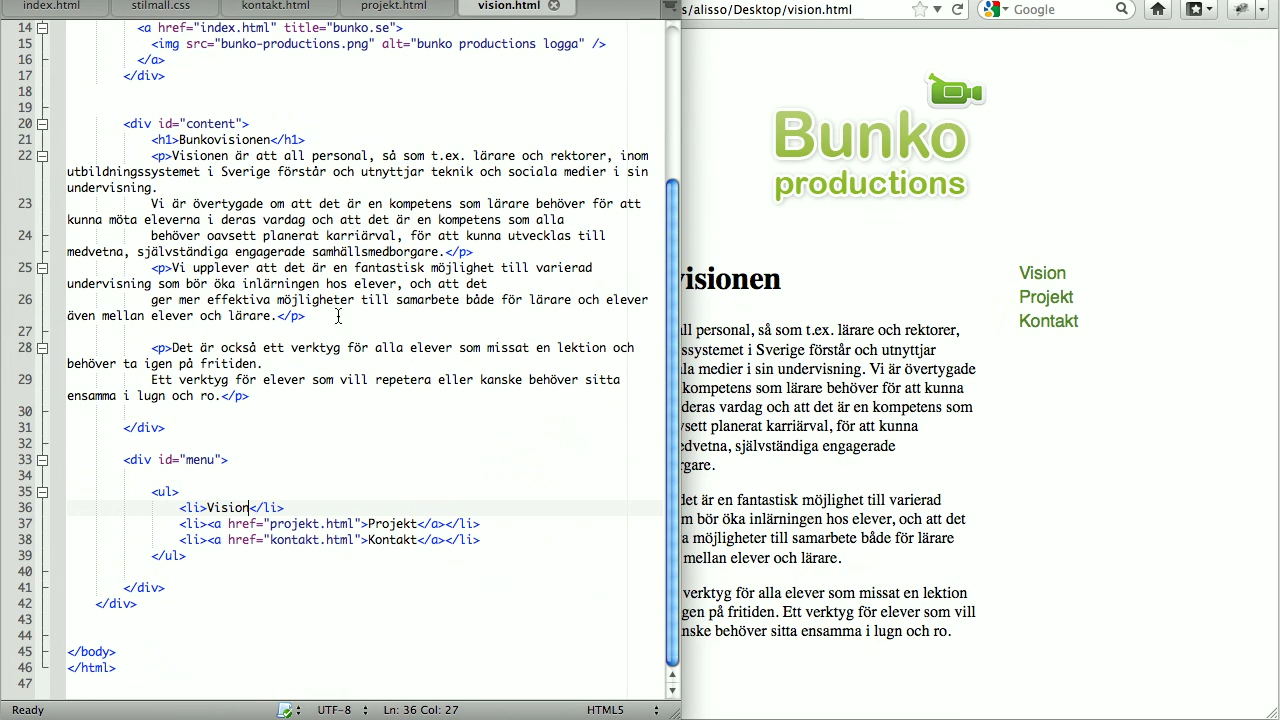 index.html
stilmall.css
kontakt.html
projekt.html
vision.html
s/alisso/Desktop/vision.html
Google
14 <a href="index.html" title="bunko.se">
15 <img src="bunko-productions.png" alt="bunko productions logga" />
16 </a>
17 </div>
18
19
20 <div id="content">
21 <h1>Bunkovisionen</h1>
22 <p>Visionen är att all personal, så som t.ex. lärare och rektorer, inom
utbildningssystemet i Sverige förstår och utnyttjar teknik och sociala medier i sin
undervisning.
23 Vi är övertygade om att det är en kompetens som lärare behöver för att
kunna möta eleverna i deras vardag och att det är en kompetens som alla
24 behöver oavsett planerat karriärval, för att kunna utvecklas till
medvetna, självständiga engagerade samhällsmedborgare.</p>
25 <p>Vi upplever att det är en fantastisk möjlighet till varierad
undervisning som bör öka inlärningen hos elever, och att det
26 ger mer effektiva möjligheter till samarbete både för lärare och elever
även mellan elever och lärare.</p>
27
28 <p>Det är också ett verktyg för alla elever som missat en lektion och
behöver ta igen på fritiden.
29 Ett verktyg för elever som vill repetera eller kanske behöver sitta
ensamma i lugn och ro.</p>
30
31 </div>
32
33 <div id="menu">
34
35 <ul>
36 <li>Vision</li>
37 <li><a href="projekt.html">Projekt</a></li>
38 <li><a href="kontakt.html">Kontakt</a></li>
39 </ul>
40
41 </div>
42 </div>
43
44
45 </body>
46 </html>
47
Ready
UTF-8
Ln: 36 Col: 27
HTML5
Bunko
productions
visionen
all personal, så som t.ex. lärare och rektorer,
ssystemet i Sverige förstår och utnyttjar
la medier i sin undervisning. Vi är övertygade
kompetens som lärare behöver för att kunna
deras vardag och att det är en kompetens som
vsett planerat karriärval, för att kunna
edvetna, självständiga engagerade
rgare.
det är en fantastisk möjlighet till varierad
m bör öka inlärningen hos elever, och att det
a möjligheter till samarbete både för lärare
mellan elever och lärare.
verktyg för alla elever som missat en lektion
gen på fritiden. Ett verktyg för elever som vill
nske behöver sitta ensamma i lugn och ro.
Vision
Projekt
Kontakt